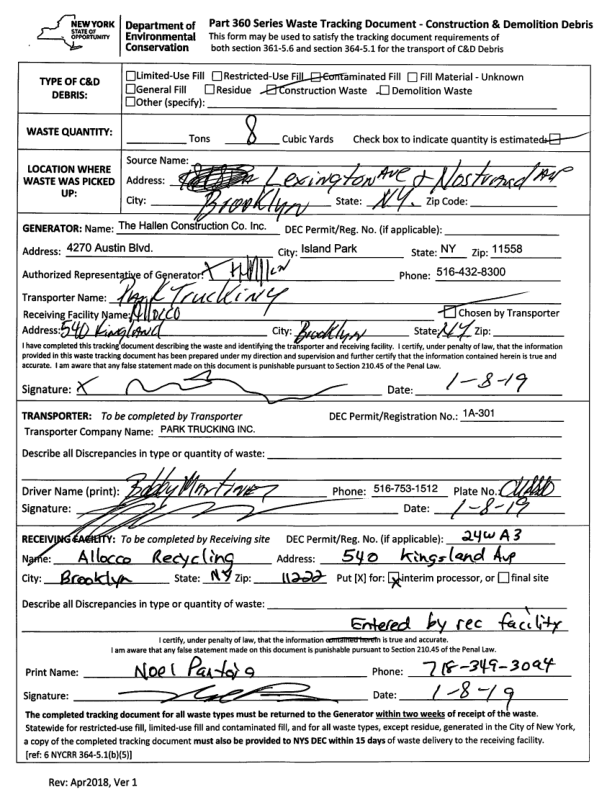 NEW YORK
STATE OF
OPPORTUNITY
Department of
Environmental
Conservation
Part 360 Series Waste Tracking Document - Construction & Demolition Debris
This form may be used to satisfy the tracking document requirements of
both section 361-5.6 and section 364-5.1 for the transport of C&D Debris
TYPE OF C&D
DEBRIS:
Limited-Use Fill Restricted-Use Fill Contaminated Fill Fill Material - Unknown
General Fill Residue Construction Waste Demolition Waste
Other (specify):
WASTE QUANTITY:
Tons 8 Cubic Yards Check box to indicate quantity is estimated
LOCATION WHERE
WASTE WAS PICKED
UP:
Source Name:
Address: Lexington Ave & Nostrand Ave
City: Brooklyn State: NY. Zip Code:
GENERATOR: Name: The Hallen Construction Co. Inc. DEC Permit/Reg. No. (if applicable):
Address: 4270 Austin Blvd. City: Island Park State: NY Zip: 11558
Authorized Representative of Generator: X Phone: 516-432-8300
Transporter Name: Park Trucking
Receiving Facility Name: Allocco Chosen by Transporter
Address: 540 Kingland City: Brooklyn State: NY Zip:
I have completed this tracking document describing the waste and identifying the transporter and receiving facility. I certify, under penalty of law, that the information
provided in this waste tracking document has been prepared under my direction and supervision and further certify that the information contained herein is true and
accurate. I am aware that any false statement made on this document is punishable pursuant to Section 210.45 of the Penal Law.
Signature: X Date: 1-8-19
TRANSPORTER: To be completed by Transporter DEC Permit/Registration No.: 1A-301
Transporter Company Name: PARK TRUCKING INC.
Describe all Discrepancies in type or quantity of waste:
Driver Name (print): Bobby Martinez Phone: 516-753-1512 Plate No.
Signature: Date: 1-8-19
RECEIVING FACILITY: To be completed by Receiving site DEC Permit/Reg. No. (if applicable): 24W A3
Name: Allocco Recycling Address: 540 Kingsland Ave
City: Brooklyn State: NY Zip: 11222 Put [X] for: X interim processor, or final site
Describe all Discrepancies in type or quantity of waste:
Entered by rec facility
I certify, under penalty of law, that the information contained herein is true and accurate.
I am aware that any false statement made on this document is punishable pursuant to Section 210.45 of the Penal Law.
Print Name: Noel Pantoja Phone: 718-349-3094
Signature: Date: 1-8-19
The completed tracking document for all waste types must be returned to the Generator within two weeks of receipt of the waste.
Statewide for restricted-use fill, limited-use fill and contaminated fill, and for all waste types, except residue, generated in the City of New York,
a copy of the completed tracking document must also be provided to NYS DEC within 15 days of waste delivery to the receiving facility.
[ref: 6 NYCRR 364-5.1(b)(5)]
Rev: Apr2018, Ver 1